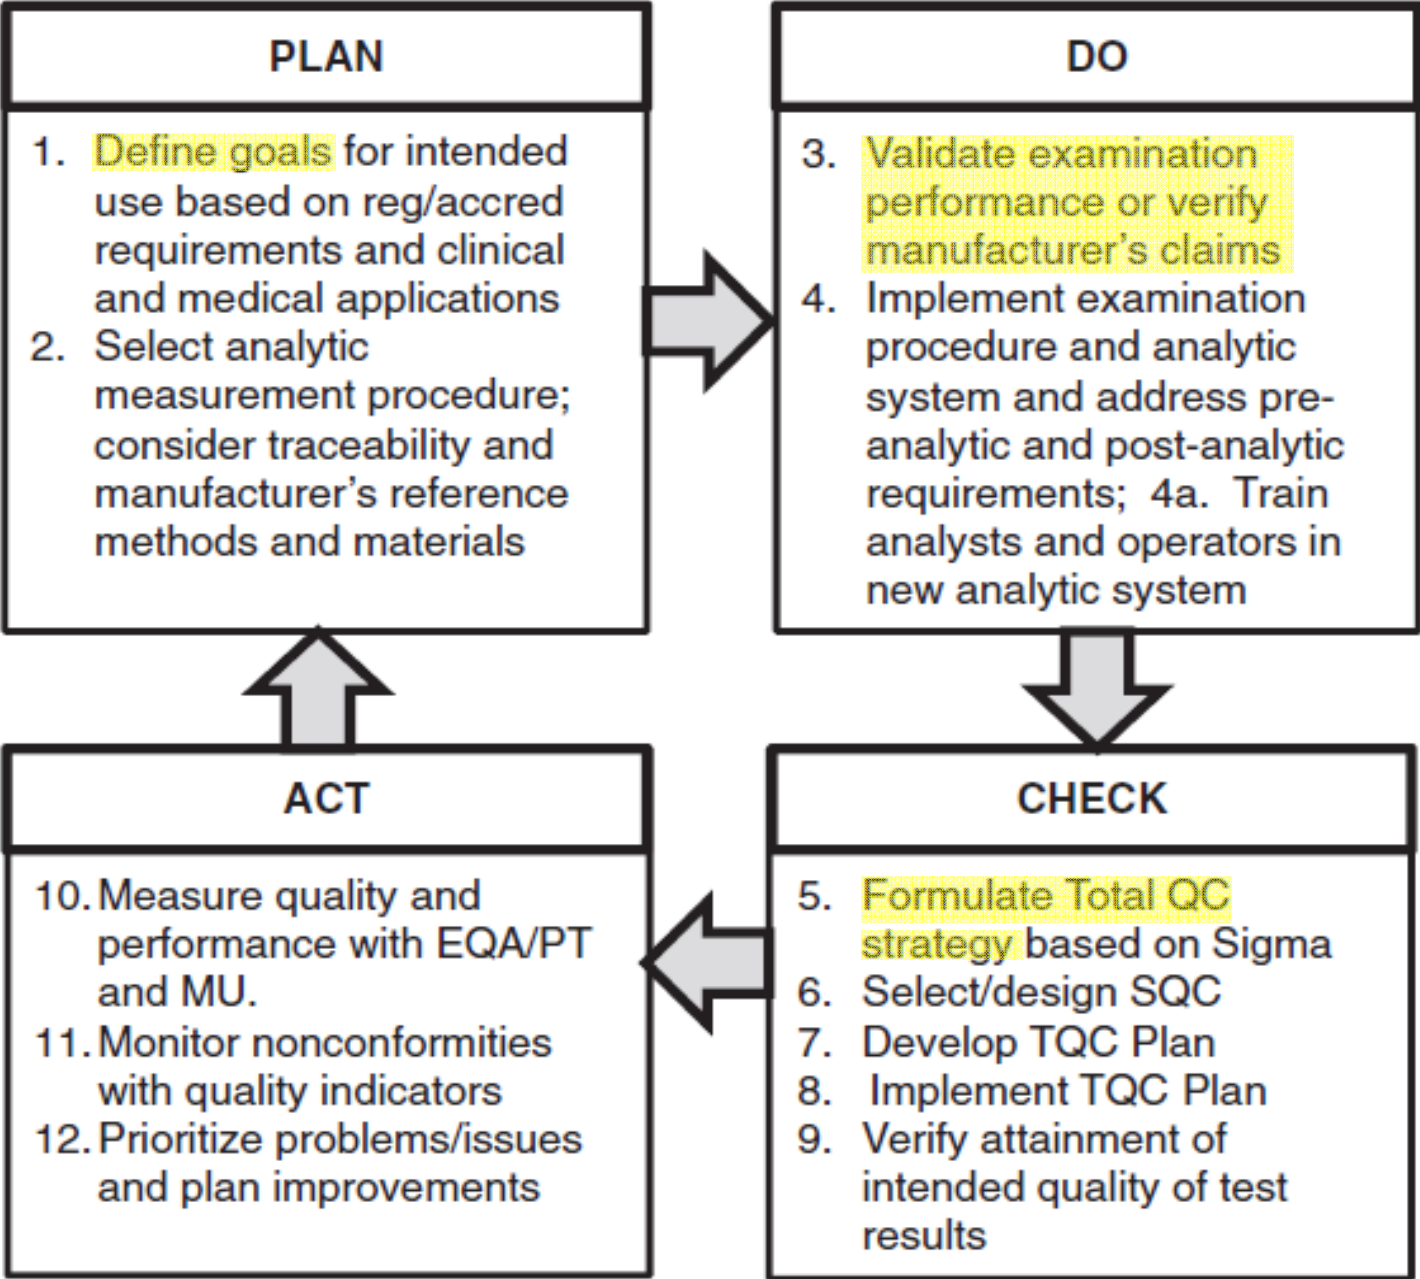 PLAN
1. Define goals for intended
use based on reg/accred
requirements and clinical
and medical applications
2. Select analytic
measurement procedure;
consider traceability and
manufacturer's reference
methods and materials
DO
3. Validate examination
performance or verify
manufacturer's claims
4. Implement examination
procedure and analytic
system and address pre-
analytic and post-analytic
requirements; 4a. Train
analysts and operators in
new analytic system
CHECK
5. Formulate Total QC
strategy based on Sigma
6. Select/design SQC
7. Develop TQC Plan
8. Implement TQC Plan
9. Verify attainment of
intended quality of test
results
ACT
10. Measure quality and
performance with EQA/PT
and MU.
11. Monitor nonconformities
with quality indicators
12. Prioritize problems/issues
and plan improvements